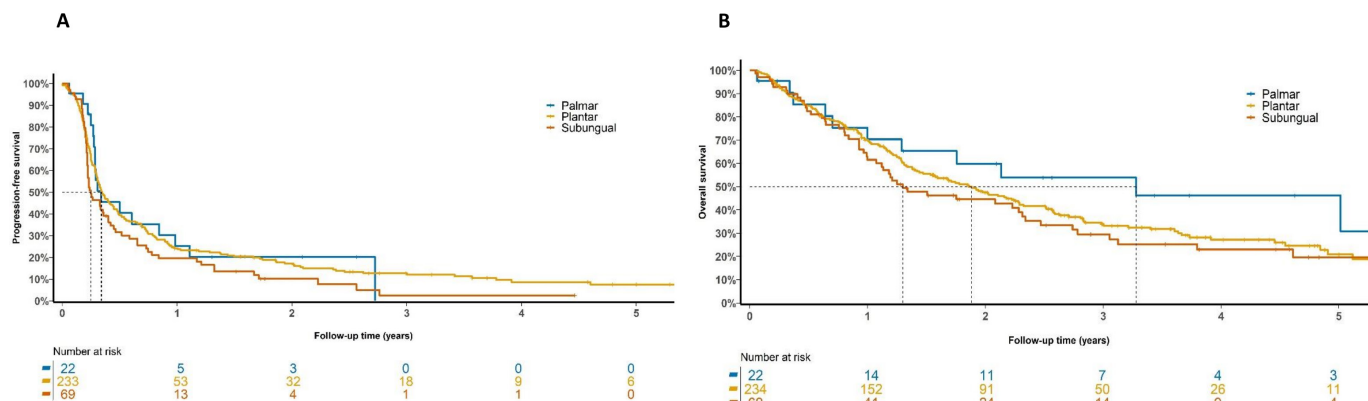 A
Progression-free survival
100%
90%
80%
70%
60%
50%
40%
30%
20%
10%
0%
Palmar
Plantar
Subungual
0 1 2 3 4 5
Follow-up time (years)
Number at risk
22 5 3 0 0 0
233 53 32 18 9 6
69 13 4 1 1 0
B
Overall survival
100%
90%
80%
70%
60%
50%
40%
30%
20%
10%
0%
Palmar
Plantar
Subungual
0 1 2 3 4 5
Follow-up time (years)
Number at risk
22 14 11 7 4 3
234 152 91 50 26 11